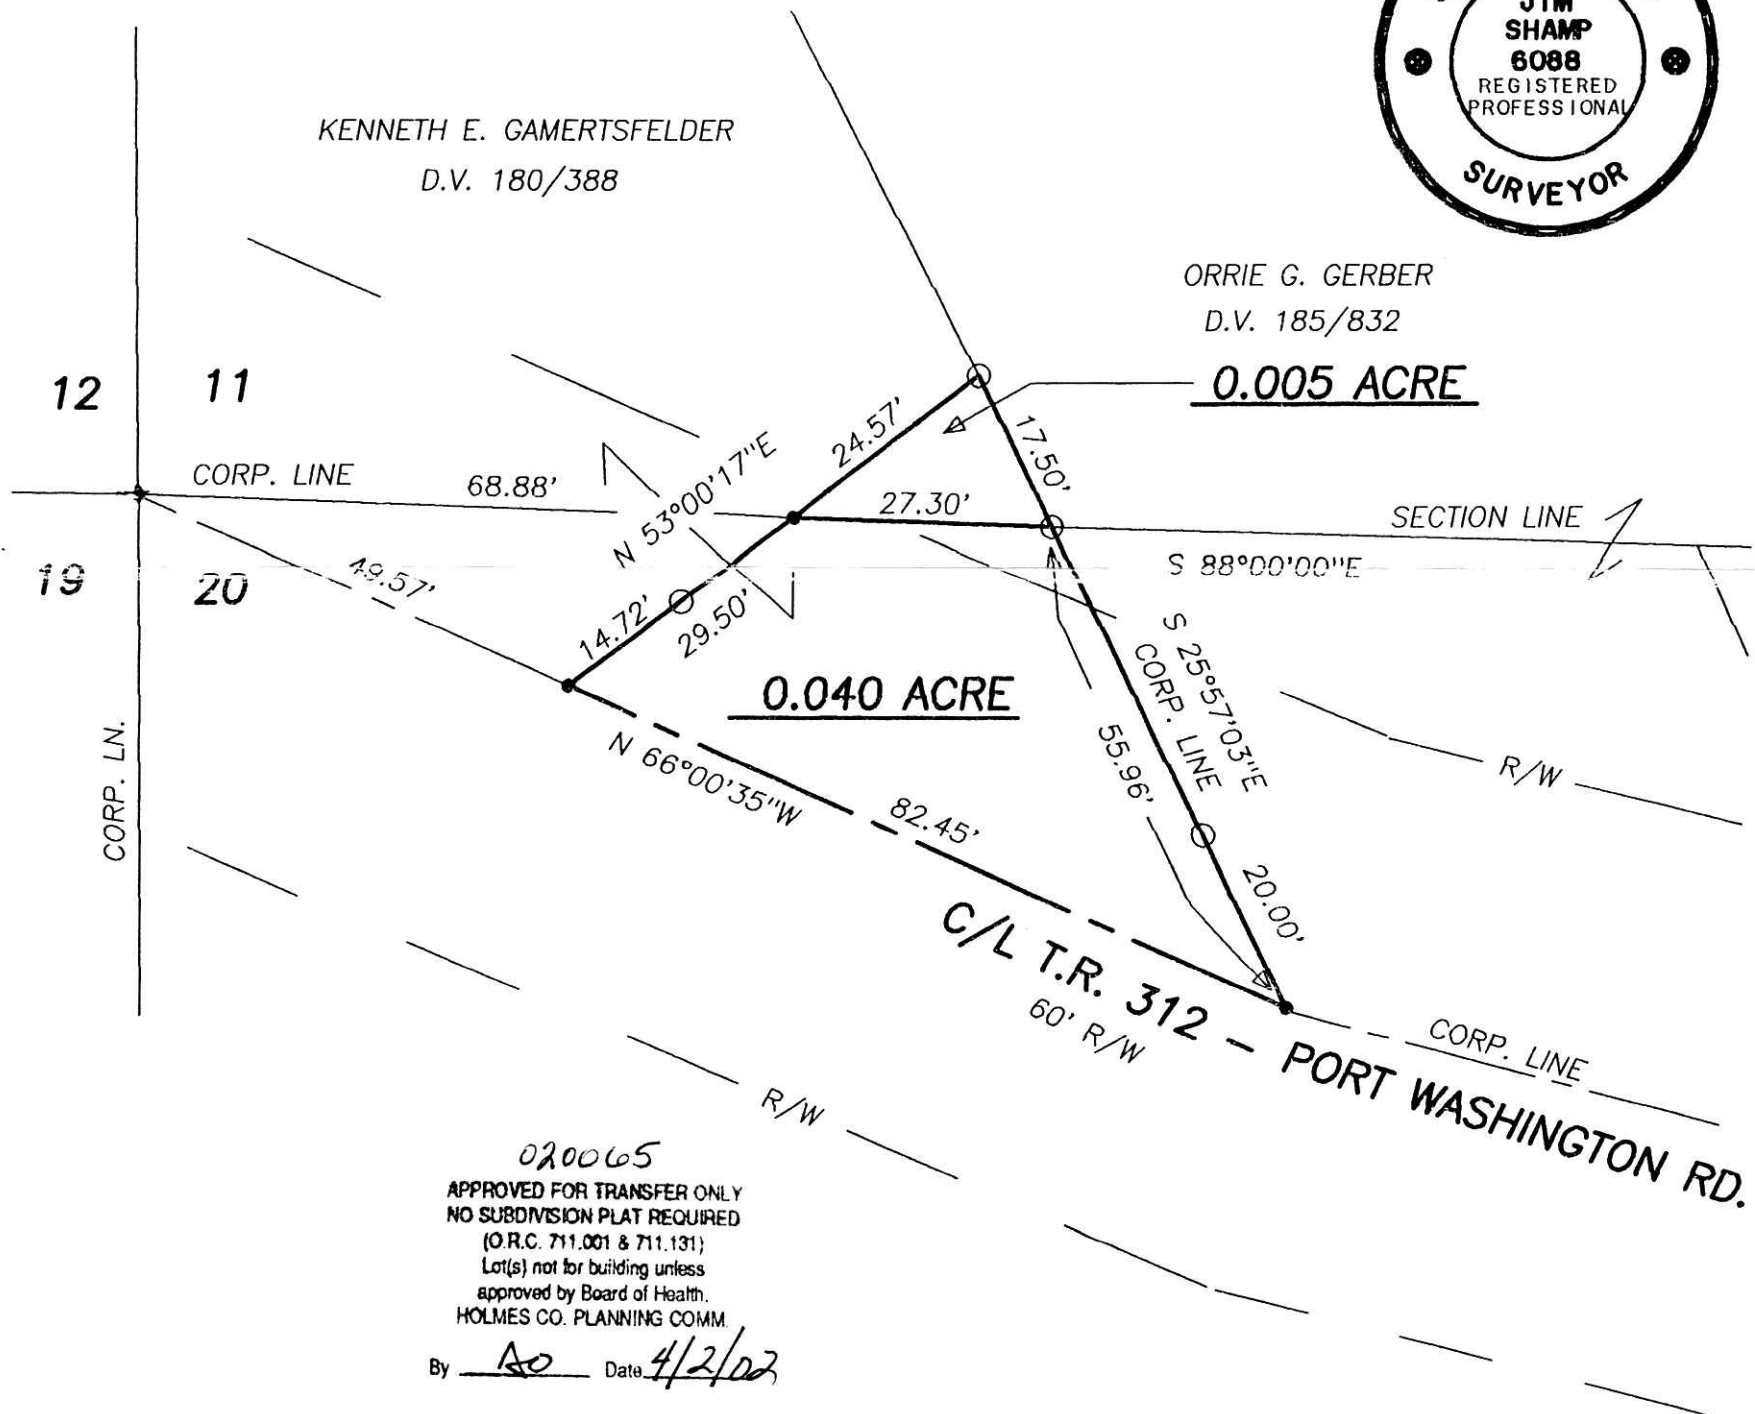 JIM
SHAMP
6088
REGISTERED
PROFESSIONAL
SURVEYOR
KENNETH E. GAMERTSFELDER
D.V. 180/388
ORRIE G. GERBER
D.V. 185/832
0.005 ACRE
12
11
24.57'
17.50'
CORP. LINE
68.88'
N 53°00'17"E
27.30'
SECTION LINE
S 88°00'00"E
19
20
49.57'
14.72'
29.50'
0.040 ACRE
S 25°57'03"E
CORP. LINE
55.96'
R/W
CORP. LN.
N 66°00'35"W
82.45'
20.00'
C/L T.R. 312 - PORT WASHINGTON RD.
60' R/W
CORP. LINE
R/W
020065
APPROVED FOR TRANSFER ONLY
NO SUBDIVISION PLAT REQUIRED
(O.R.C. 711.001 & 711.131)
Lot(s) not for building unless
approved by Board of Health.
HOLMES CO. PLANNING COMM.
By Date 4/2/02